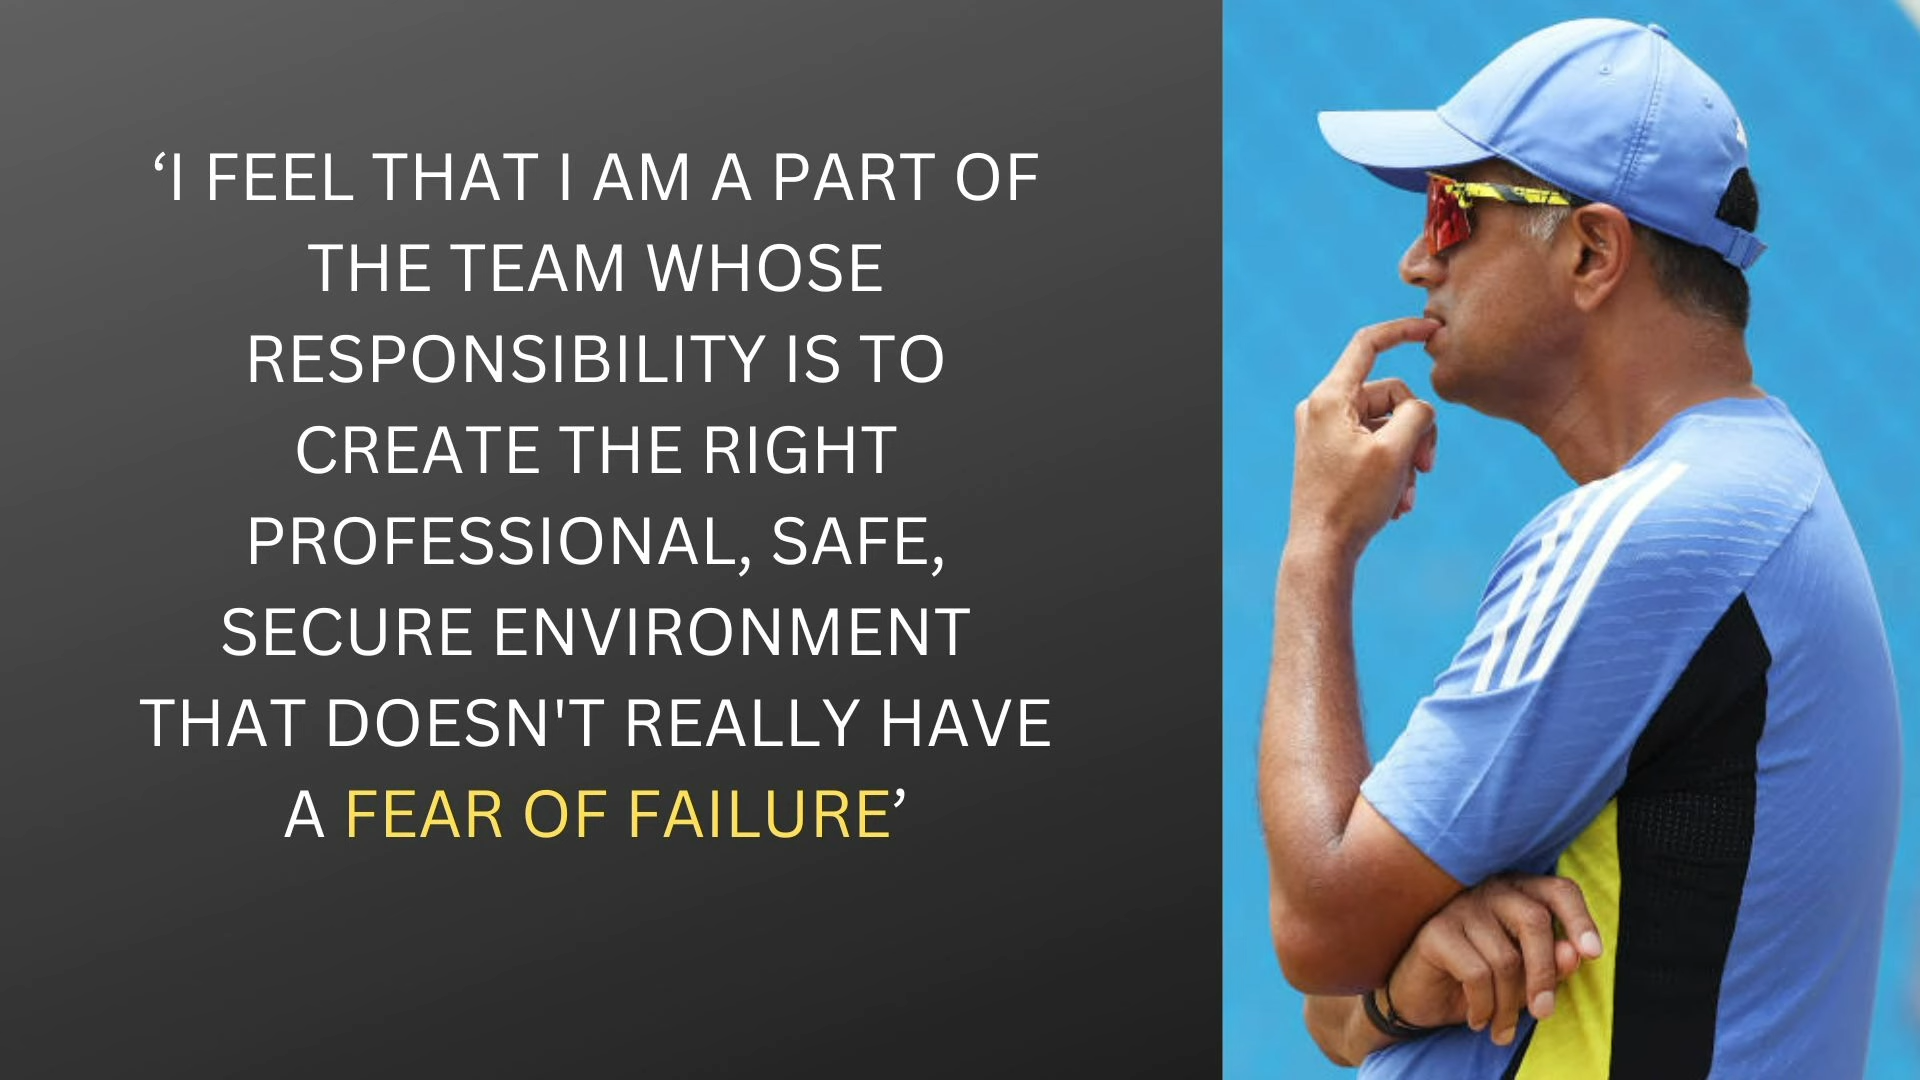 ‘I FEEL THAT I AM A PART OF
THE TEAM WHOSE
RESPONSIBILITY IS TO
CREATE THE RIGHT
PROFESSIONAL, SAFE,
SECURE ENVIRONMENT
THAT DOESN'T REALLY HAVE
A FEAR OF FAILURE’